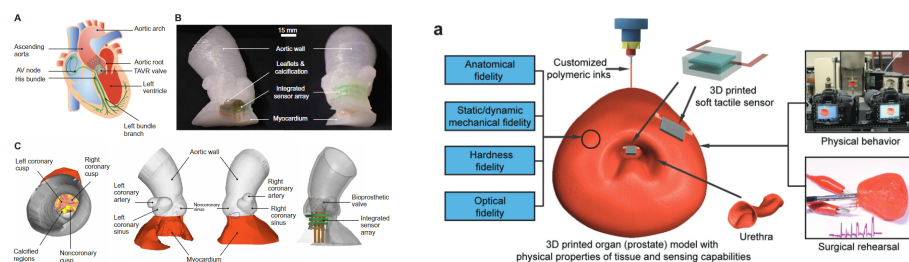 A
Aortic arch
Ascending
aorta
Aortic root
AV node
TAVR valve
His bundle
Left
ventricle
Left bundle
branch
B
15 mm
Aortic wall
Leaflets &
calcification
Integrated
sensor array
Myocardium
C
Left coronary
cusp
Right
coronary
cusp
Calcified
regions
Noncoronary
cusp
Aortic wall
Left
coronary
artery
Left
coronary
sinus
Noncoronary
sinus
Right
coronary
artery
Right
coronary
sinus
Myocardium
Bioprosthetic
valve
Integrated
sensor
array
a
Anatomical
fidelity
Static/dynamic
mechanical fidelity
Hardness
fidelity
Optical
fidelity
Customized
polymeric inks
3D printed
soft tactile sensor
Urethra
3D printed organ (prostate) model with
physical properties of tissue and sensing capabilities
Physical behavior
Surgical rehearsal